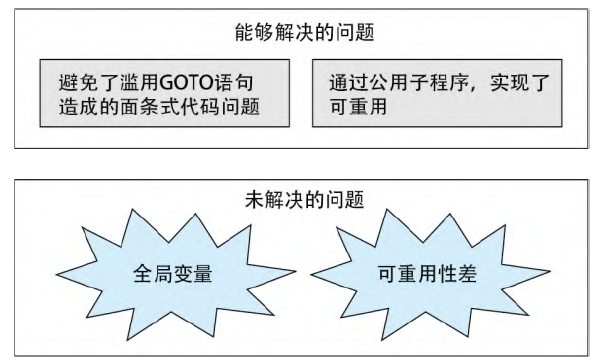 能够解决的问题
避免了滥用GOTO语句
造成的面条式代码问题
通过公用子程序，实现了
可重用
未解决的问题
全局变量
可重用性差